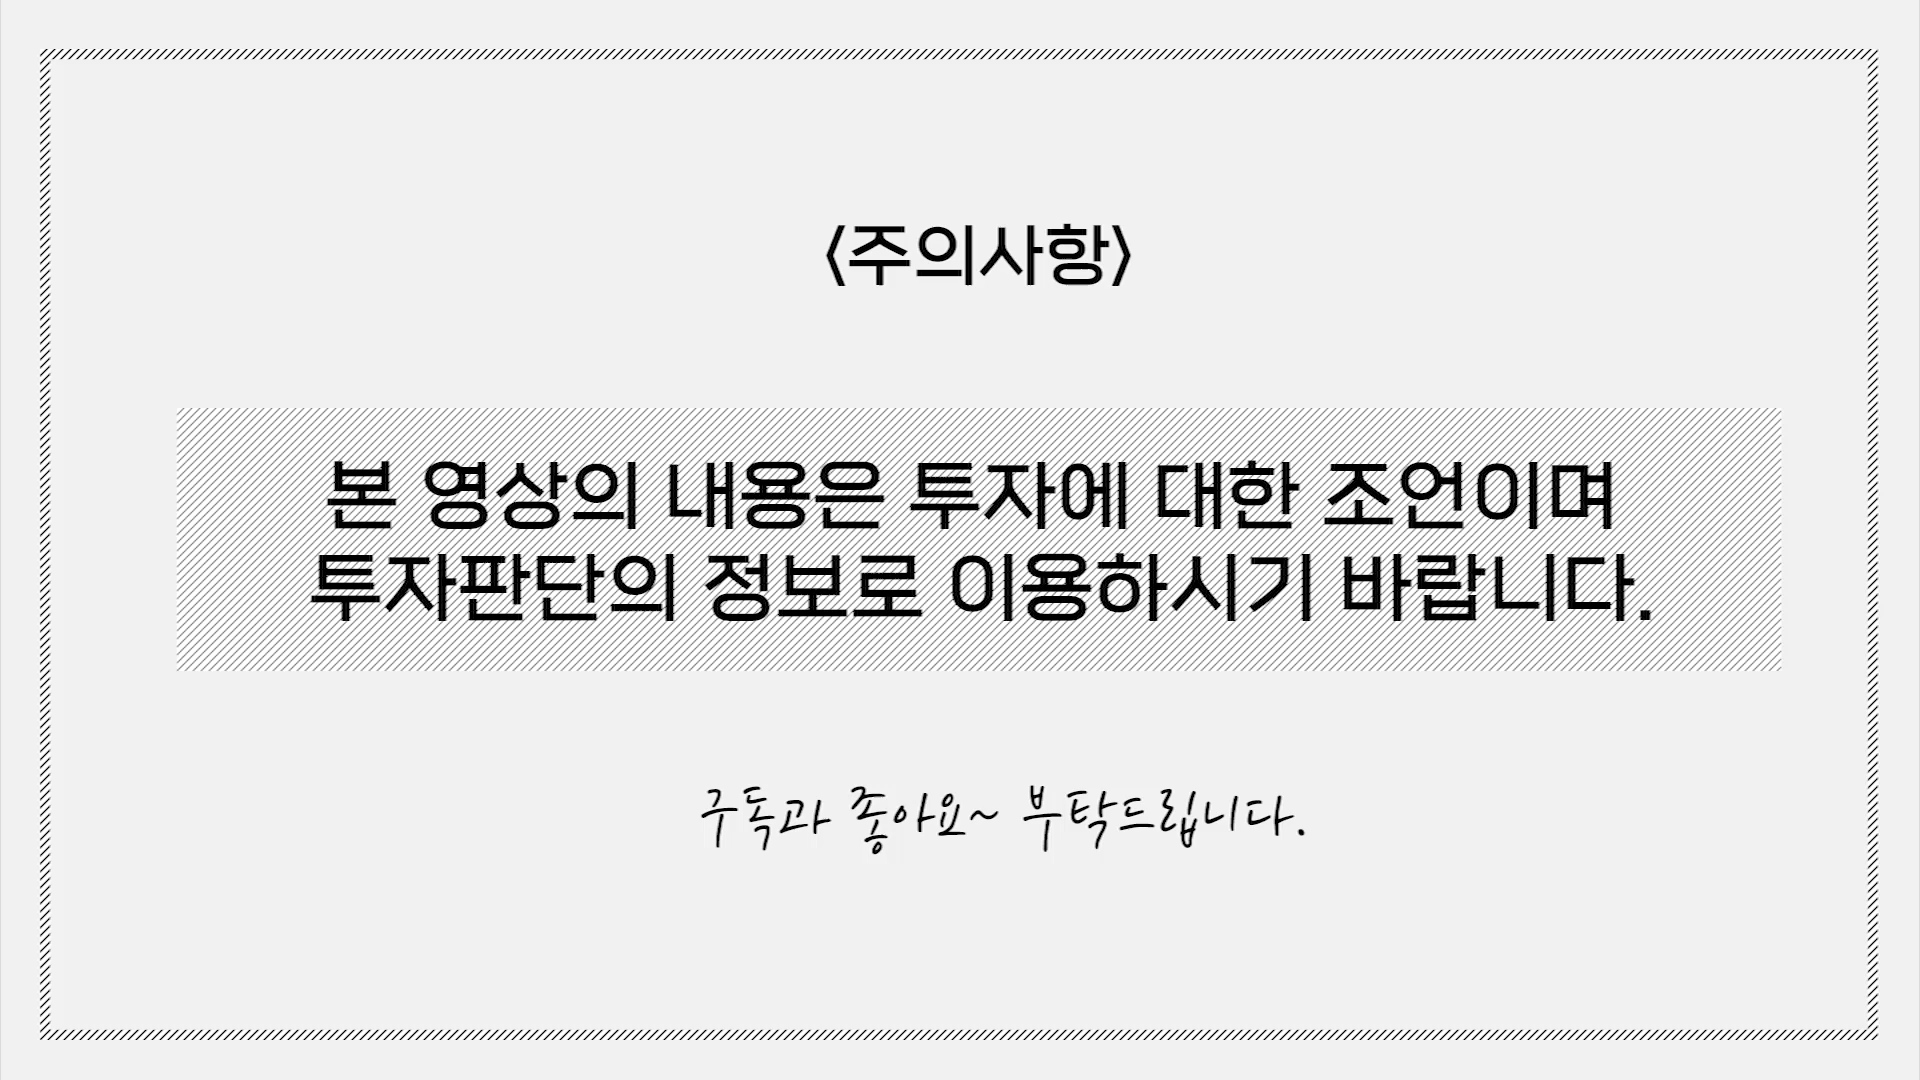 <주의사항>
본 영상의 내용은 투자에 대한 조언이며
투자판단의 정보로 이용하시기 바랍니다.
구독과 좋아요~ 부탁드립니다.